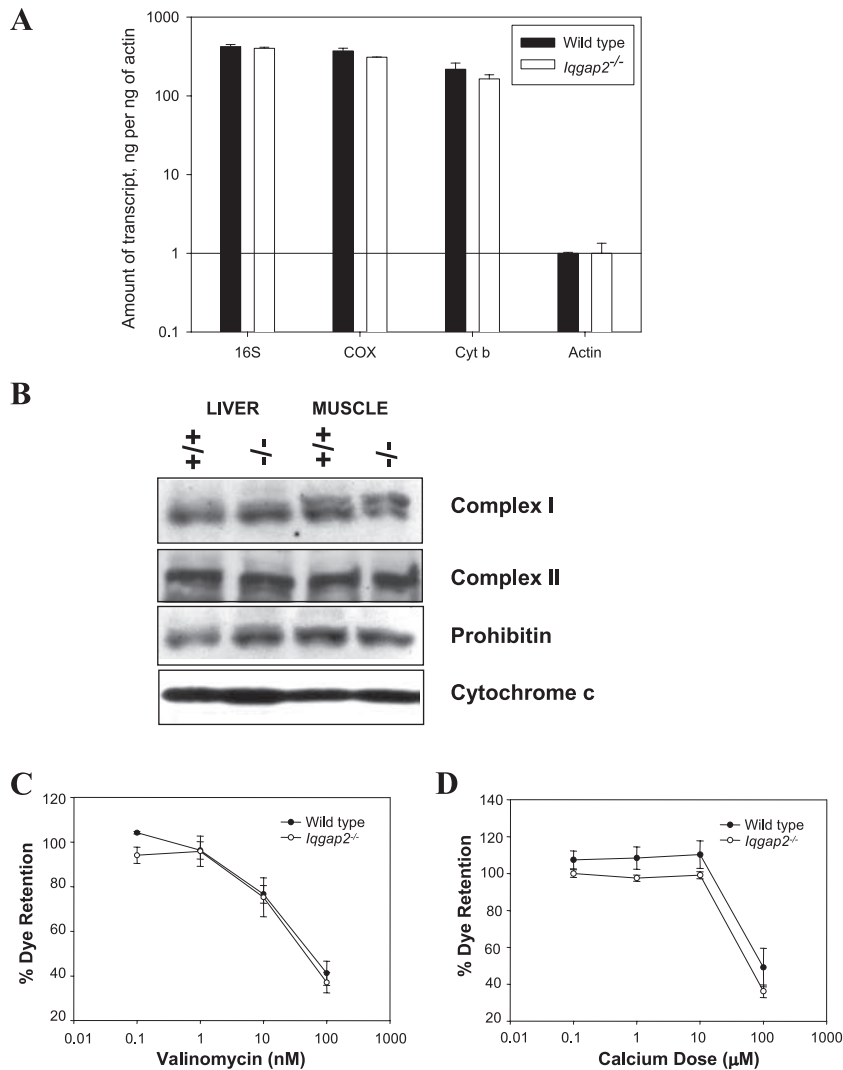 A
Amount of transcript, ng per ng of actin
1000
100
10
1
0.1
Wild type
Iqgap2-/-
16S COX Cyt b Actin
B
LIVER MUSCLE
+/+ -/- +/+ -/-
Complex I
Complex II
Prohibitin
Cytochrome c
C
% Dye Retention
120
100
80
60
40
20
Wild type
Iqgap2-/-
0.01 0.1 1 10 100 1000
Valinomycin (nM)
D
% Dye Retention
140
120
100
80
60
40
20
Wild type
Iqgap2-/-
0.01 0.1 1 10 100 1000
Calcium Dose (μM)